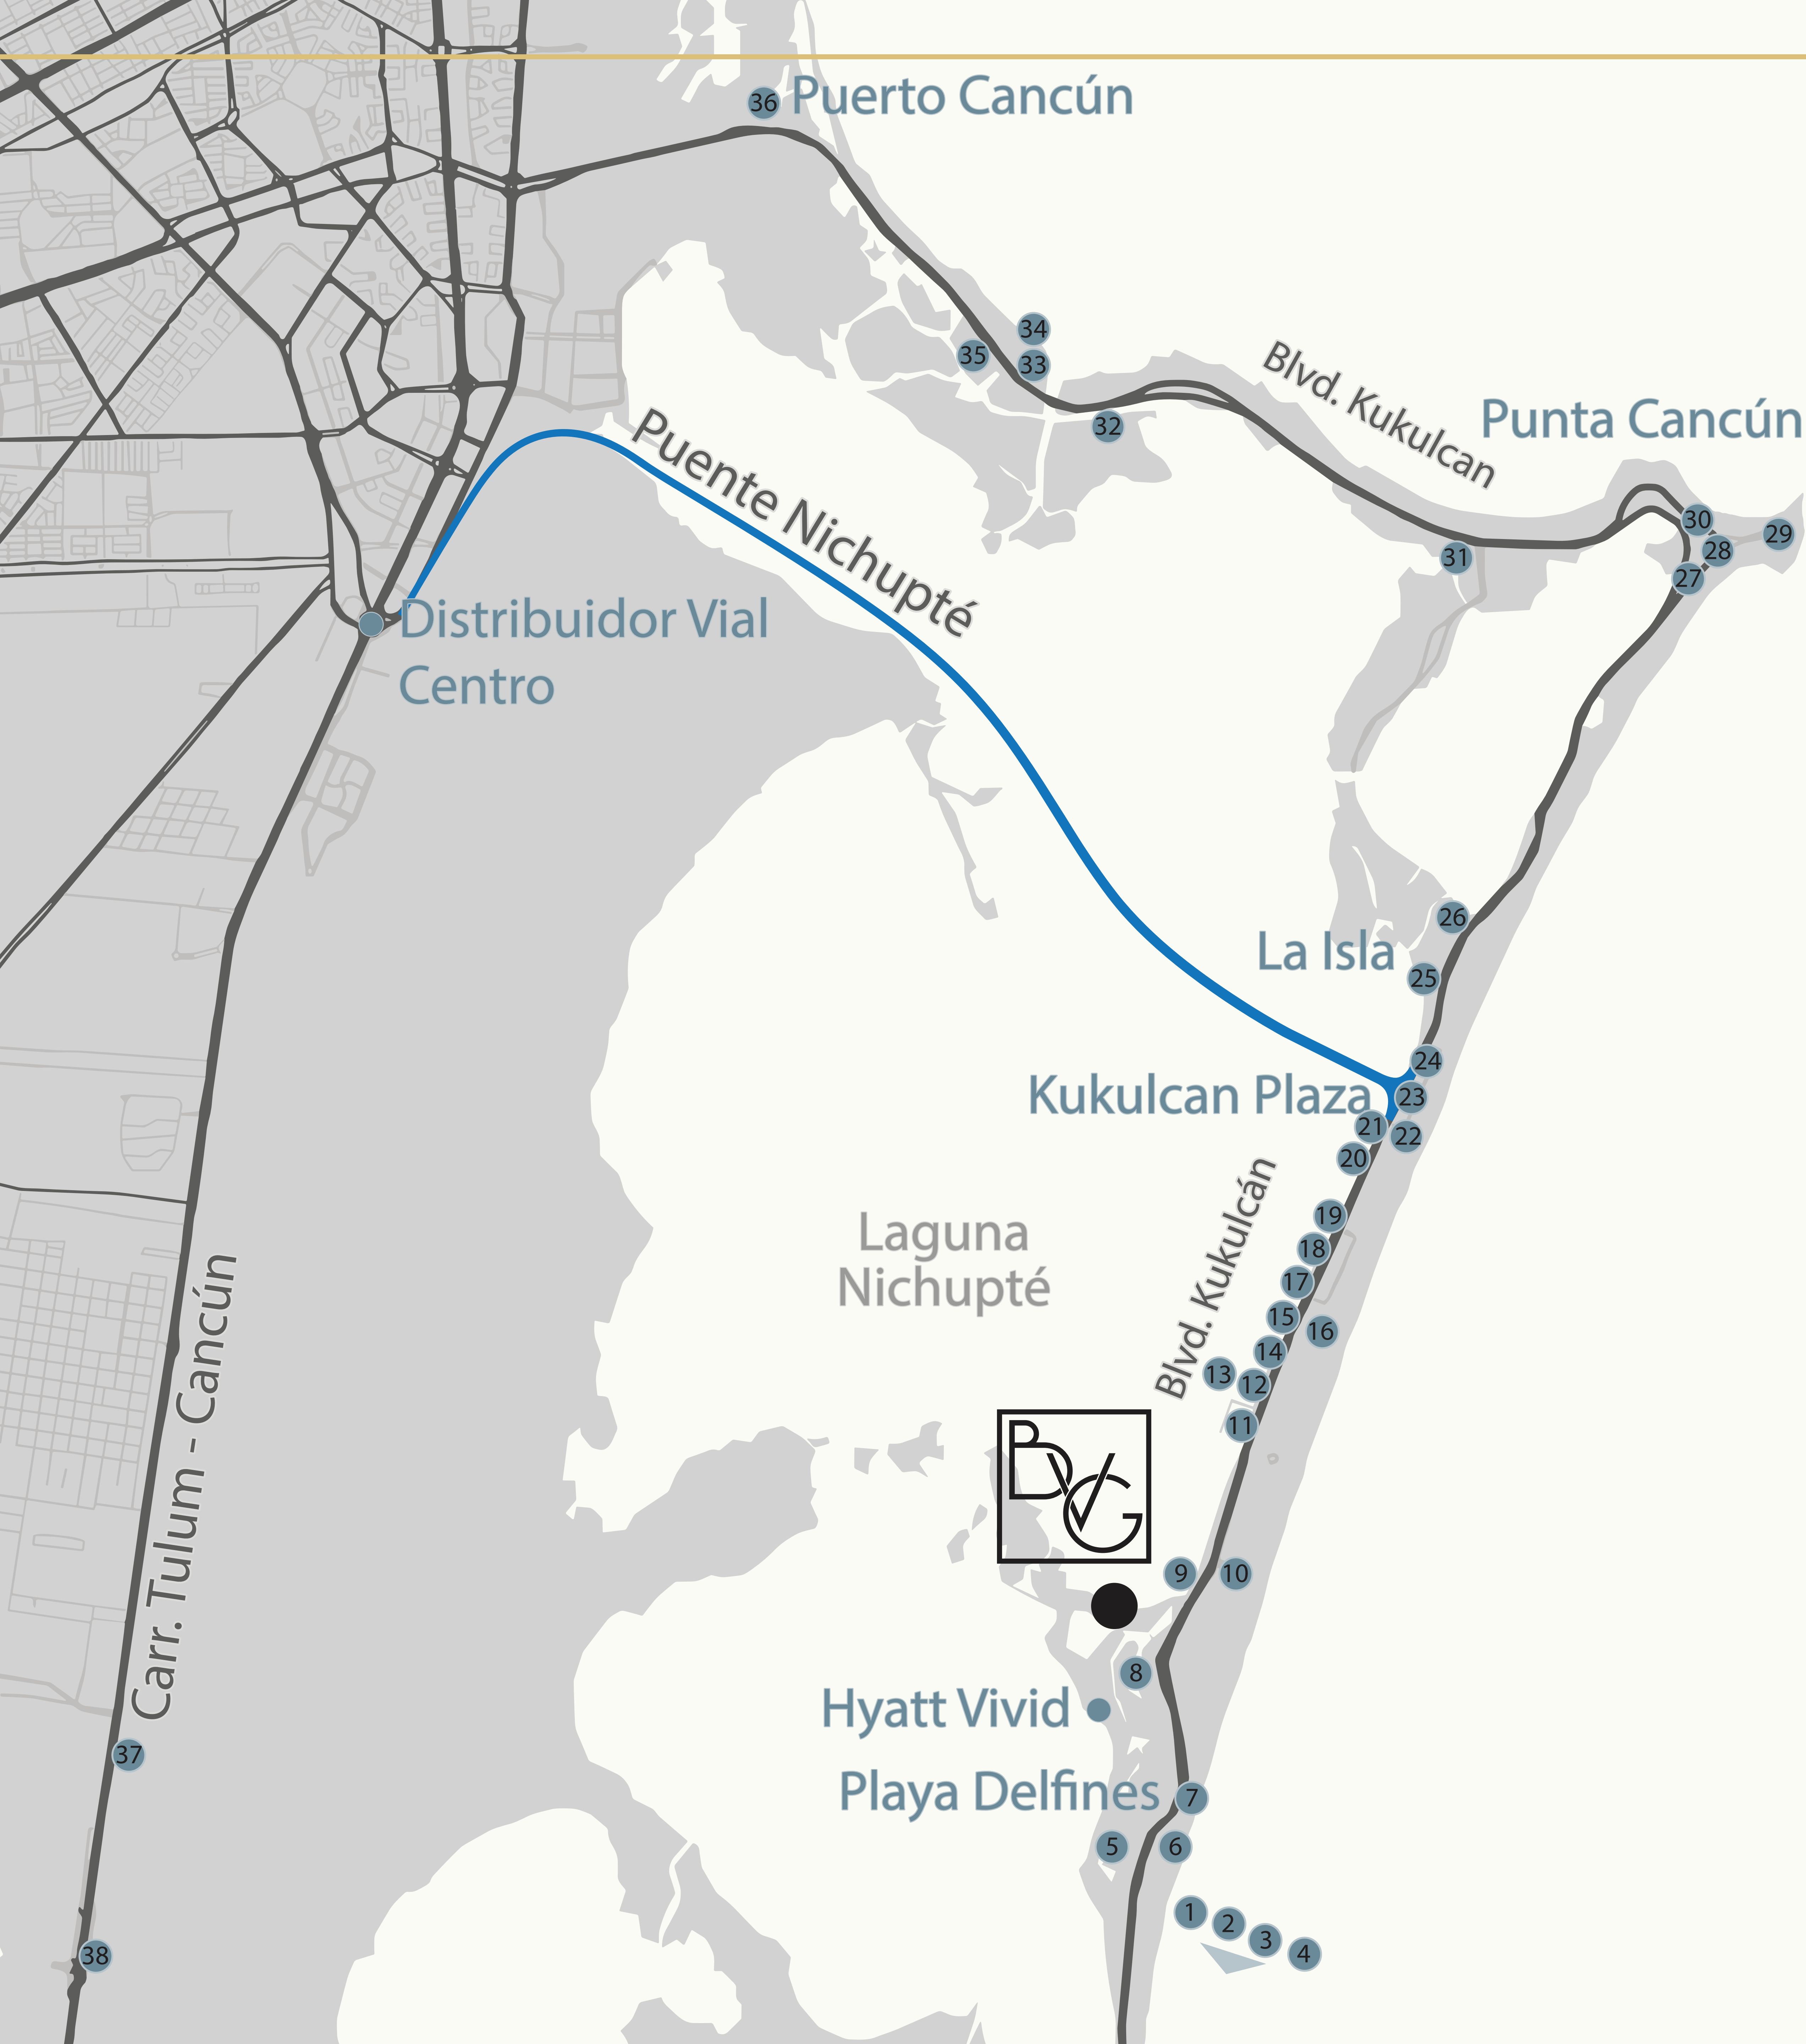 36 Puerto Cancún
34
35
33
32
Blvd. Kukulcan
Punta Cancún
30
29
28
31
27
Puente Nichupté
Distribuidor Vial
Centro
26
La Isla
25
24
Kukulcan Plaza
23
21
22
20
Blvd. Kukulcán
19
18
17
15
16
14
13
12
11
Laguna
Nichupté
Carr. Tulum - Cancún
BVG
9
10
8
Hyatt Vivid
37
Playa Delfines
7
5
6
1
2
3
4
38